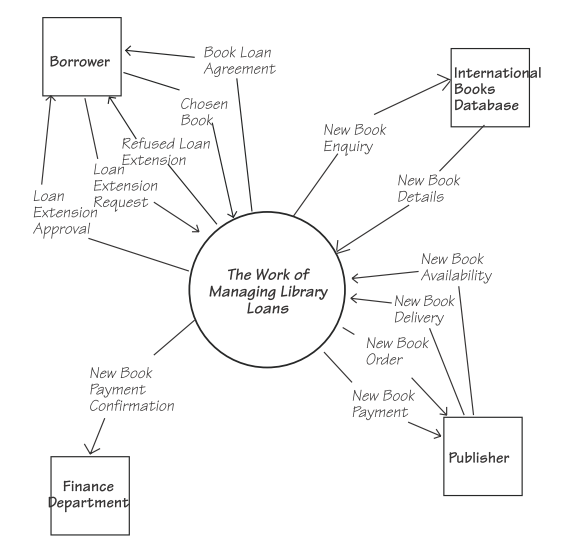 Borrower
Book Loan
Agreement
Chosen
Book
Refused Loan
Extension
Loan
Extension
Request
Loan
Extension
Approval
International
Books
Database
New Book
Enquiry
New Book
Details
The Work of
Managing Library
Loans
New Book
Availability
New Book
Delivery
New Book
Order
New Book
Payment
New Book
Payment
Confirmation
Publisher
Finance
Department